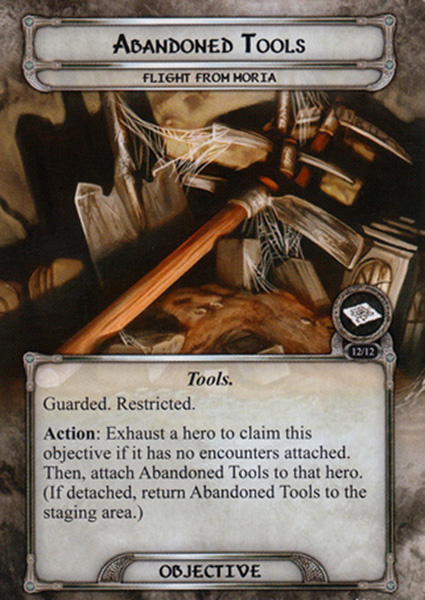 ABANDONED TOOLS
FLIGHT FROM MORIA
12/12
Tools.
Guarded. Restricted.
Action: Exhaust a hero to claim this
objective if it has no encounters attached.
Then, attach Abandoned Tools to that hero.
(If detached, return Abandoned Tools to the
staging area.)
OBJECTIVE